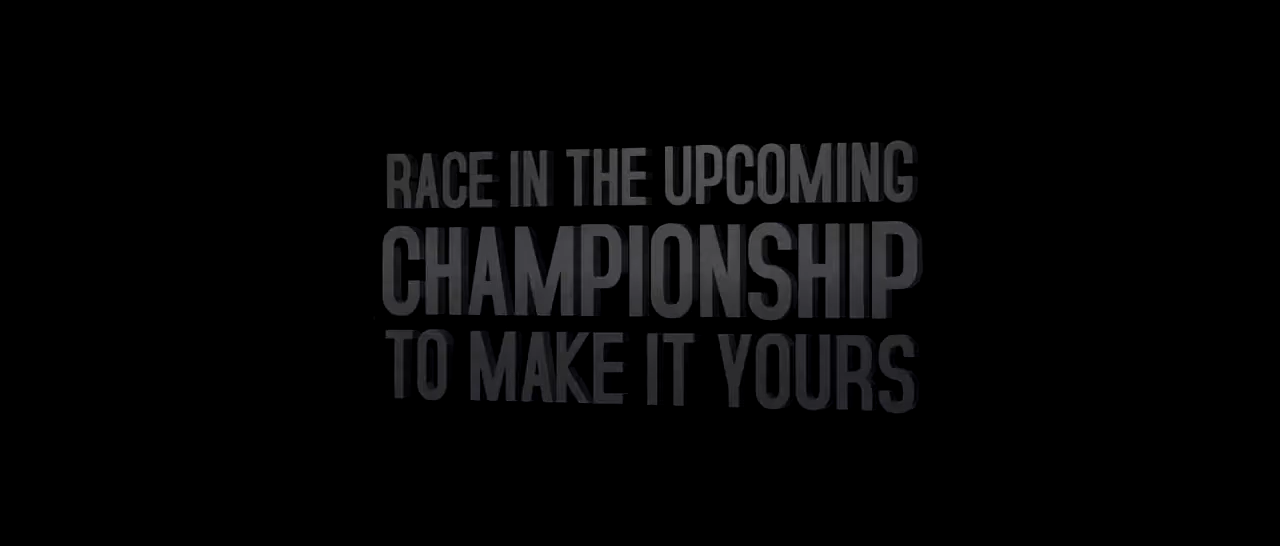 RACE IN THE UPCOMING
CHAMPIONSHIP
TO MAKE IT YOURS